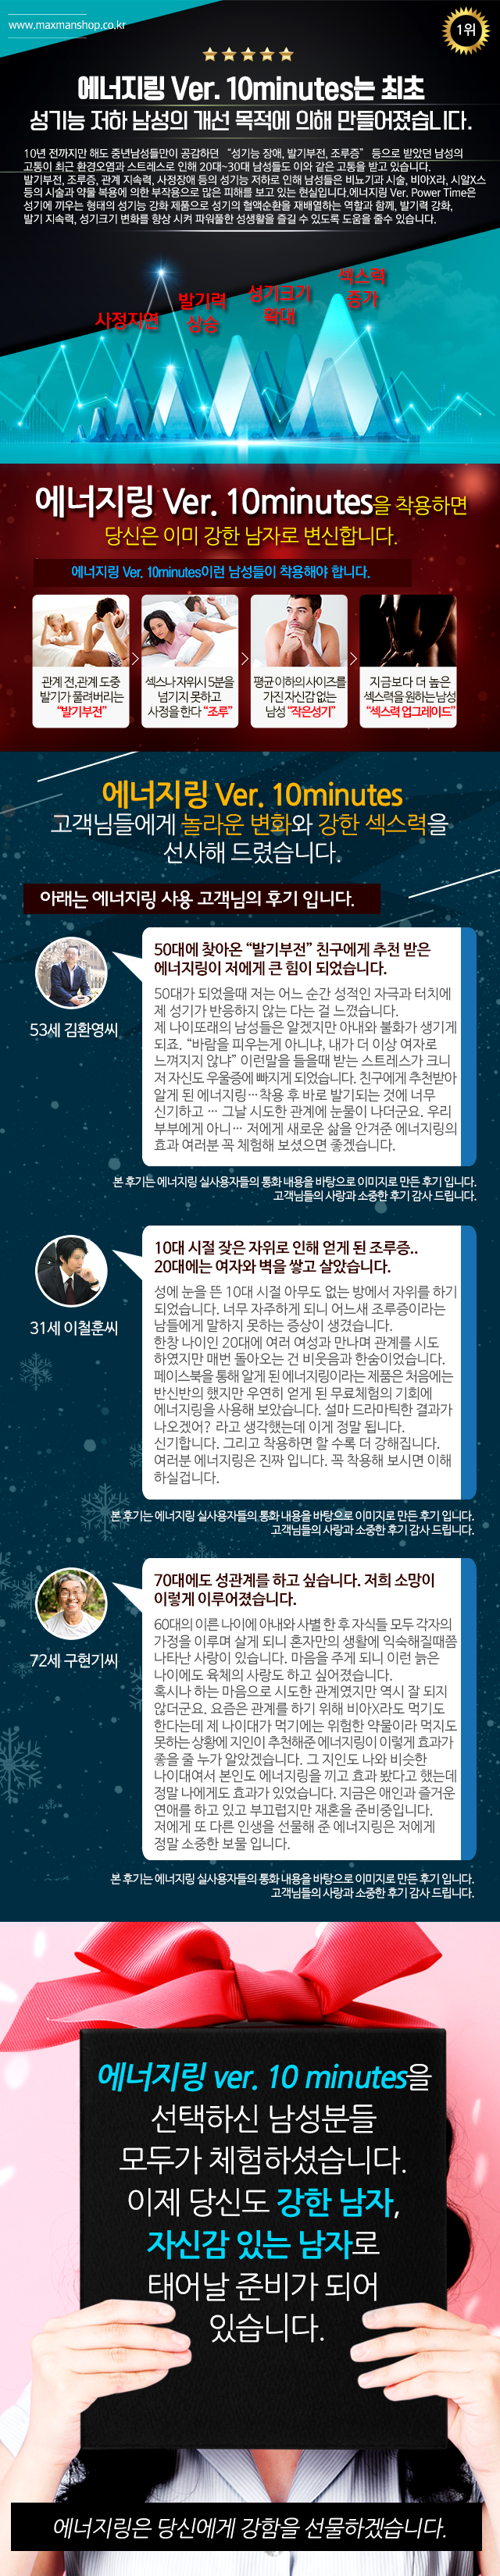 www.maxmanshop.co.kr
1위
에너지링 Ver. 10minutes는 최초
성기능 저하 남성의 개선 목적에 의해 만들어졌습니다.
10년 전까지만 해도 중년남성들만이 공감하던 “성기능 장애, 발기부전, 조루증” 등으로 받았던 남성의
고통이 최근 환경오염과 스트레스로 인해 20대~30대 남성들도 이와 같은 고통을 받고 있습니다.
발기부전, 조루증, 관계 지속력, 사정장애 등의 성기능 저하로 인해 남성들은 비뇨기과 시술, 비아X라, 시알X스
등의 시술과 약물 복용에 의한 부작용으로 많은 피해를 보고 있는 현실입니다,에너지링 Ver. Power Time은
성기에 끼우는 형태의 성기능 강화 제품으로 성기의 혈액순환을 재배열하는 역할과 함께, 발기력 강화,
발기 지속력, 성기크기 변화를 향상 시켜 파워풀한 성생활을 즐길 수 있도록 도움을 줄수 있습니다.
사정지연
발기력
상승
성기크기
확대
섹스력
증가
에너지링 Ver. 10minutes을 착용하면
당신은 이미 강한 남자로 변신합니다.
에너지링 Ver. 10minutes이런 남성들이 착용해야 합니다.
관계 전,관계 도중
발기가 풀려버리는
“발기부전”
섹스나 자위시 5분을
넘기지 못하고
사정을 한다 “조루”
평균 이하의 사이즈를
가진 자신감 없는
남성 “작은성기”
지금보다 더 높은
섹스력을 원하는 남성
“섹스력 업그레이드”
에너지링 Ver. 10minutes
고객님들에게 놀라운 변화와 강한 섹스력을
선사해 드렸습니다.
아래는 에너지링 사용 고객님의 후기 입니다.
53세 김환영씨
50대에 찾아온 “발기부전” 친구에게 추천 받은
에너지링이 저에게 큰 힘이 되었습니다.
50대가 되었을때 저는 어느 순간 성적인 자극과 터치에
제 성기가 반응하지 않는 다는 걸 느꼈습니다.
제 나이또래의 남성들은 알겠지만 아내와 불화가 생기게
되죠. “바람을 피우는게 아니냐, 내가 더 이상 여자로
느껴지지 않냐” 이런말을 들을때 받는 스트레스가 크니
저 자신도 우울증에 빠지게 되었습니다. 친구에게 추천받아
알게 된 에너지링…착용 후 바로 발기되는 것에 너무
신기하고 … 그날 시도한 관계에 눈물이 나더군요. 우리
부부에게 아니… 저에게 새로운 삶을 안겨준 에너지링의
효과 여러분 꼭 체험해 보셨으면 좋겠습니다.
본 후기는 에너지링 실사용자들의 통화 내용을 바탕으로 이미지로 만든 후기 입니다.
고객님들의 사랑과 소중한 후기 감사 드립니다.
31세 이철훈씨
10대 시절 잦은 자위로 인해 얻게 된 조루증..
20대에는 여자와 벽을 쌓고 살았습니다.
성에 눈을 뜬 10대 시절 아무도 없는 방에서 자위를 하기
되었습니다. 너무 자주하게 되니 어느새 조루증이라는
남들에게 말하지 못하는 증상이 생겼습니다.
한창 나이인 20대에 여러 여성과 만나며 관계를 시도
하였지만 매번 돌아오는 건 비웃음과 한숨이었습니다.
페이스북을 통해 알게 된 에너지링이라는 제품은 처음에는
반신반의 했지만 우연히 얻게 된 무료체험의 기회에
에너지링을 사용해 보았습니다. 설마 드라마틱한 결과가
나오겠어? 라고 생각했는데 이게 정말 됩니다.
신기합니다. 그리고 착용하면 할 수록 더 강해집니다.
여러분 에너지링은 진짜 입니다. 꼭 착용해 보시면 이해
하실겁니다.
본 후기는 에너지링 실사용자들의 통화 내용을 바탕으로 이미지로 만든 후기 입니다.
고객님들의 사랑과 소중한 후기 감사 드립니다.
72세 구현기씨
70대에도 성관계를 하고 싶습니다. 저희 소망이
이렇게 이루어졌습니다.
60대의 이른 나이에 아내와 사별 한 후 자식들 모두 각자의
가정을 이루며 살게 되니 혼자만의 생활에 익숙해질때쯤
나타난 사랑이 있습니다. 마음을 주게 되니 이런 늙은
나이에도 육체의 사랑도 하고 싶어졌습니다.
혹시나 하는 마음으로 시도한 관계였지만 역시 잘 되지
않더군요. 요즘은 관계를 하기 위해 비아X라도 먹기도
한다는데 제 나이대가 먹기에는 위험한 약물이라 먹지도
못하는 상황에 지인이 추천해준 에너지링이 이렇게 효과가
좋을 줄 누가 알았겠습니다. 그 지인도 나와 비슷한
나이대여서 본인도 에너지링을 끼고 효과 봤다고 했는데
정말 나에게도 효과가 있었습니다. 지금은 애인과 즐거운
연애를 하고 있고 부끄럽지만 재혼을 준비중입니다.
저에게 또 다른 인생을 선물해 준 에너지링은 저에게
정말 소중한 보물 입니다.
본 후기는 에너지링 실사용자들의 통화 내용을 바탕으로 이미지로 만든 후기 입니다.
고객님들의 사랑과 소중한 후기 감사 드립니다.
에너지링 ver. 10 minutes을
선택하신 남성분들
모두가 체험하셨습니다.
이제 당신도 강한 남자,
자신감 있는 남자로
태어날 준비가 되어
있습니다.
에너지링은 당신에게 강함을 선물하겠습니다.